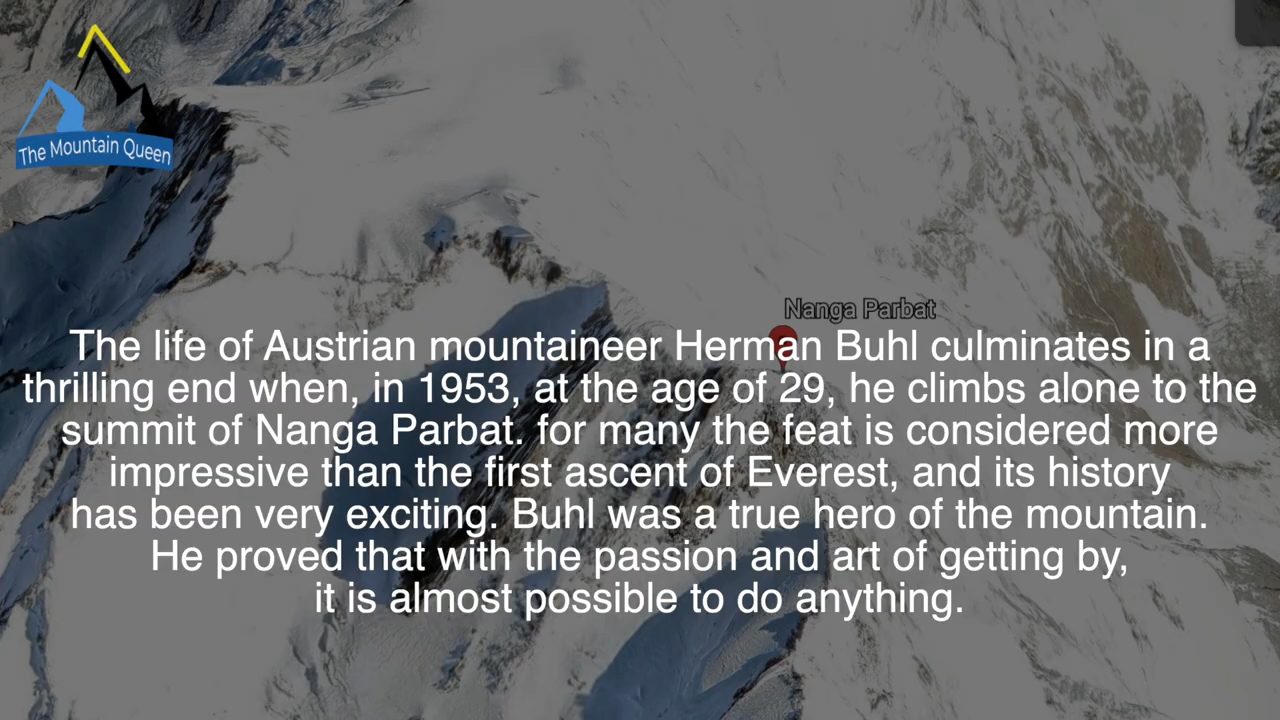 The Mountain Queen
Nanga Parbat
The life of Austrian mountaineer Herman Buhl culminates in a
thrilling end when, in 1953, at the age of 29, he climbs alone to the
summit of Nanga Parbat. for many the feat is considered more
impressive than the first ascent of Everest, and its history
has been very exciting. Buhl was a true hero of the mountain.
He proved that with the passion and art of getting by,
it is almost possible to do anything.